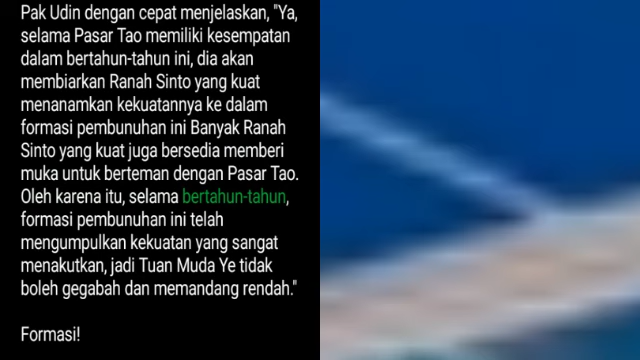 Pak Udin dengan cepat menjelaskan, "Ya,
selama Pasar Tao memiliki kesempatan
dalam bertahun-tahun ini, dia akan
membiarkan Ranah Sinto yang kuat
menanamkan kekuatannya ke dalam
formasi pembunuhan ini Banyak Ranah
Sinto yang kuat juga bersedia memberi
muka untuk berteman dengan Pasar Tao.
Oleh karena itu, selama bertahun-tahun,
formasi pembunuhan ini telah
mengumpulkan kekuatan yang sangat
menakutkan, jadi Tuan Muda Ye tidak
boleh gegabah dan memandang rendah."
Formasi!